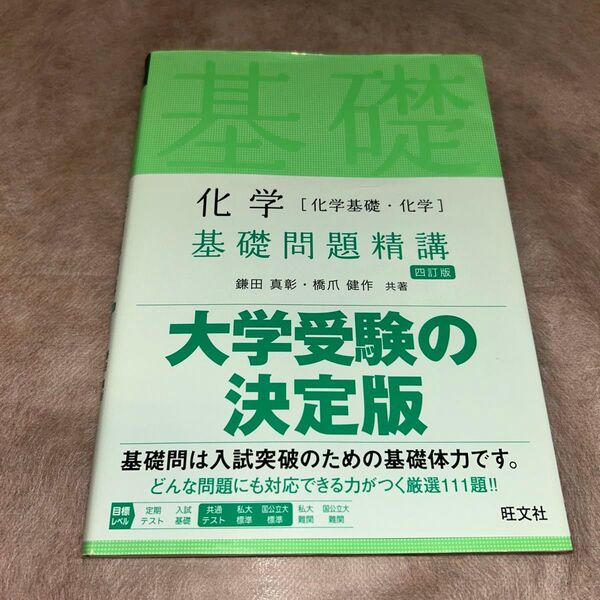 基礎
化学［化学基礎・化学］
基礎問題精講
四訂版
鎌田 真彰・橋爪 健作 共著
大学受験の
決定版
基礎問は入試突破のための基礎体力です。
どんな問題にも対応できる力がつく厳選111題!!
目標レベル 定期テスト 入試基礎 共通テスト 私大標準 国公立大標準 私大難関 国公立大難関
旺文社